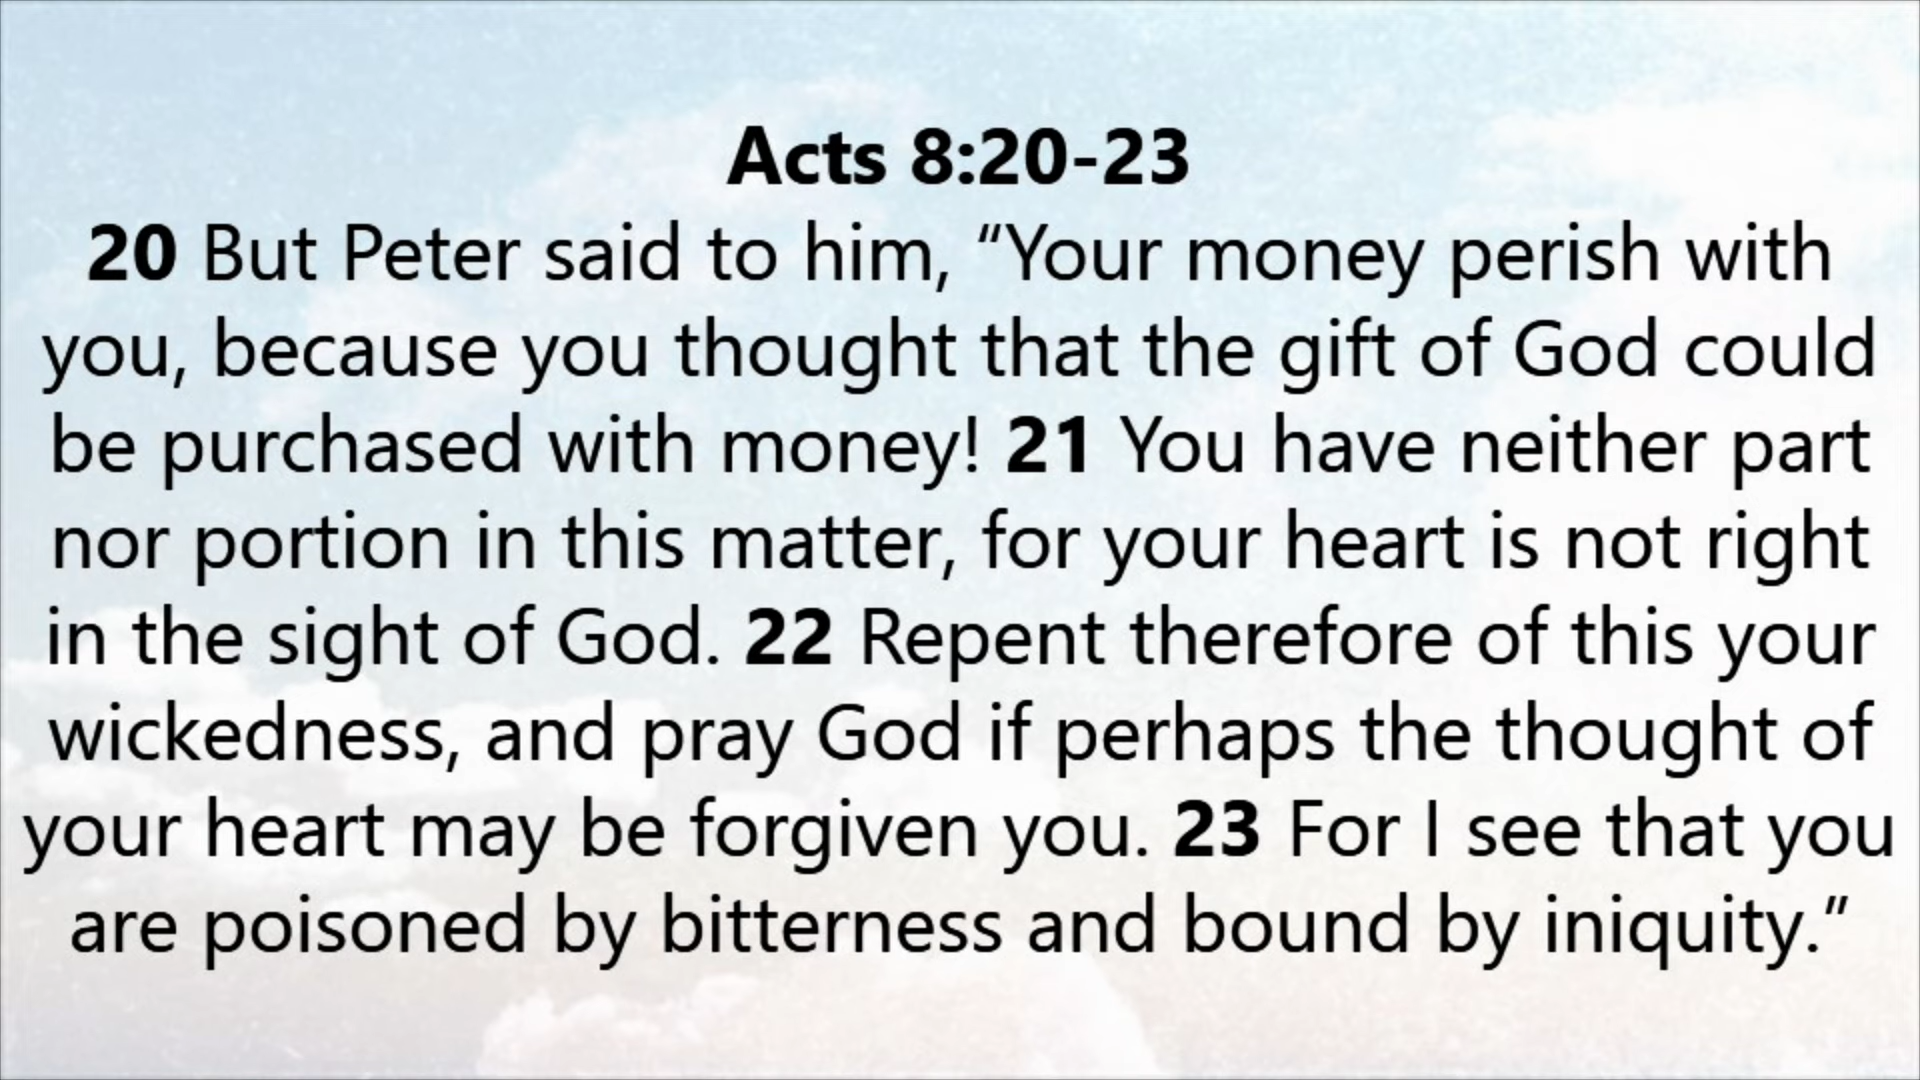 Acts 8:20-23
20 But Peter said to him, “Your money perish with
you, because you thought that the gift of God could
be purchased with money! 21 You have neither part
nor portion in this matter, for your heart is not right
in the sight of God. 22 Repent therefore of this your
wickedness, and pray God if perhaps the thought of
your heart may be forgiven you. 23 For I see that you
are poisoned by bitterness and bound by iniquity.”